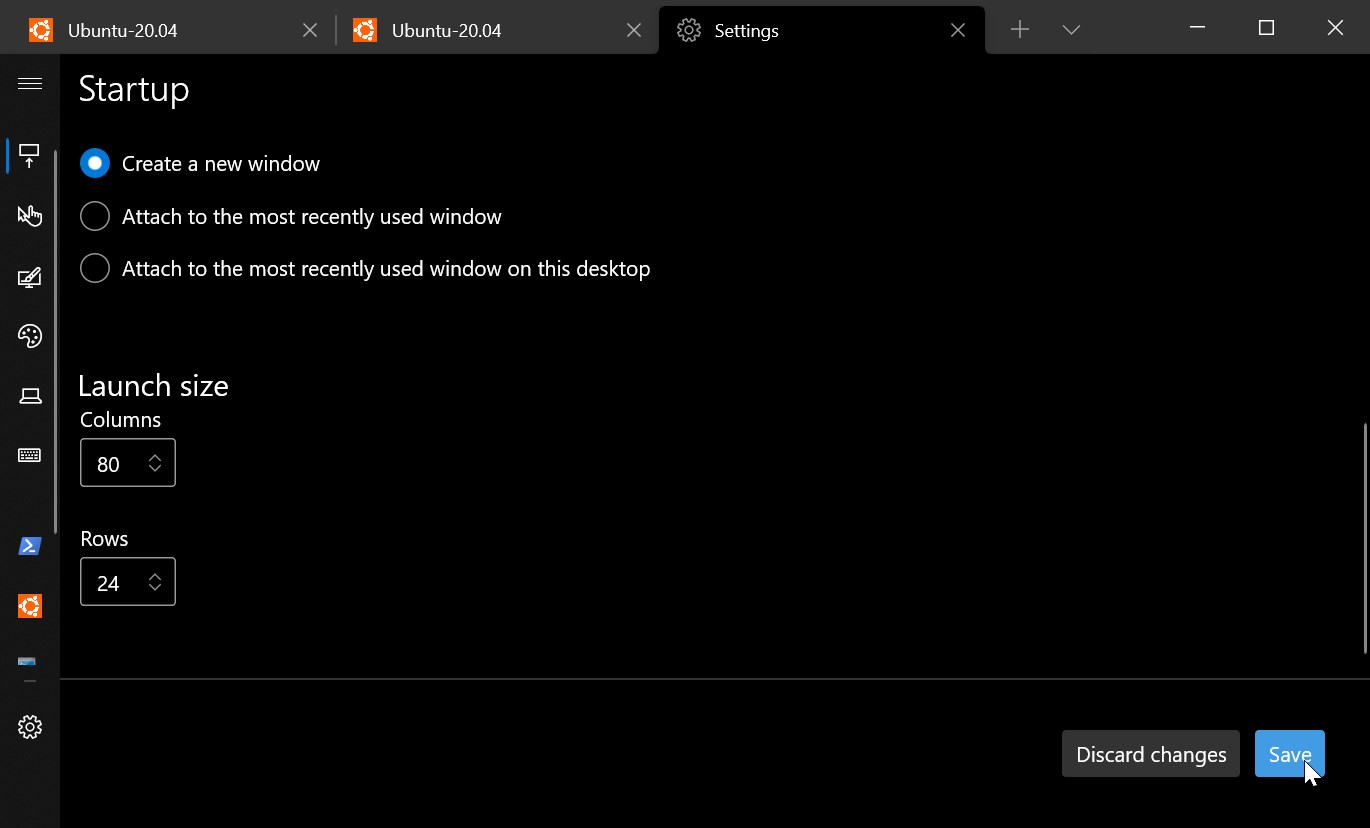 Ubuntu-20.04
Ubuntu-20.04
Settings
Startup
Create a new window
Attach to the most recently used window
Attach to the most recently used window on this desktop
Launch size
Columns
80
Rows
24
Discard changes
Save